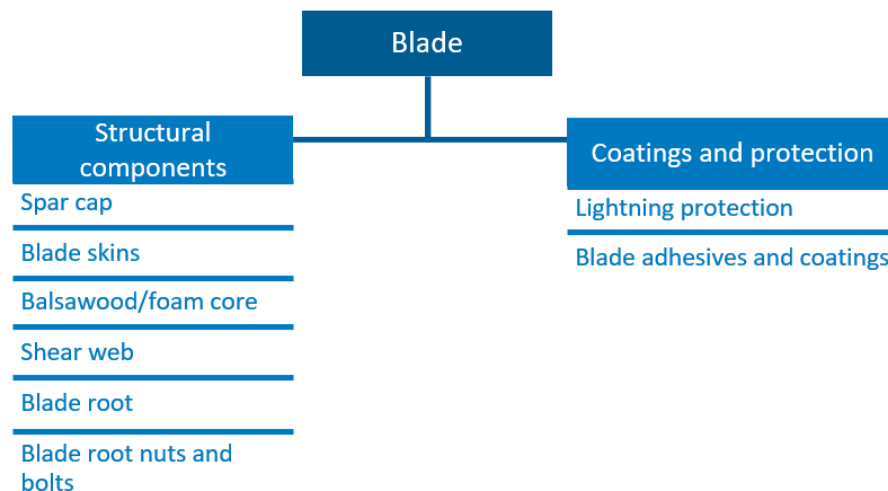 Blade
Structural
components
Spar cap
Blade skins
Balsawood/foam core
Shear web
Blade root
Blade root nuts and
bolts
Coatings and protection
Lightning protection
Blade adhesives and coatings